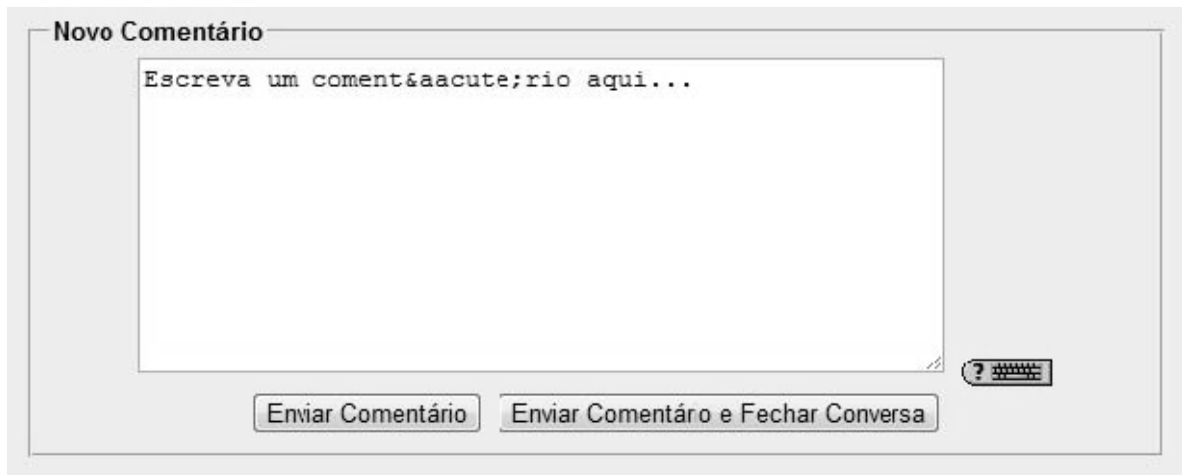 Novo Comentário
Escreva um coment&aacute;rio aqui...
?
Enviar Comentário Enviar Comentáro e Fechar Conversa